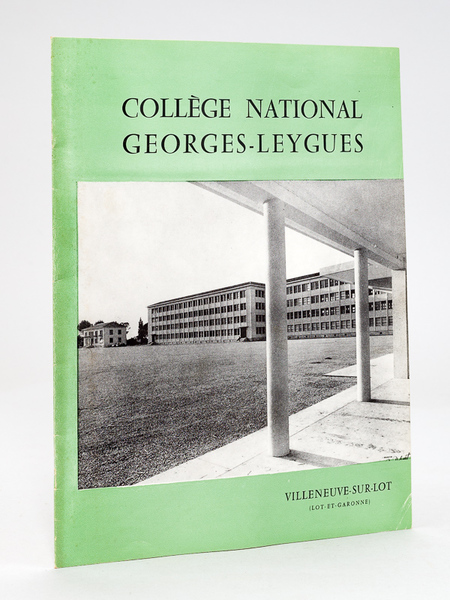 COLLÈGE NATIONAL
GEORGES-LEYGUES
VILLENEUVE-SUR-LOT
(LOT-ET-GARONNE)